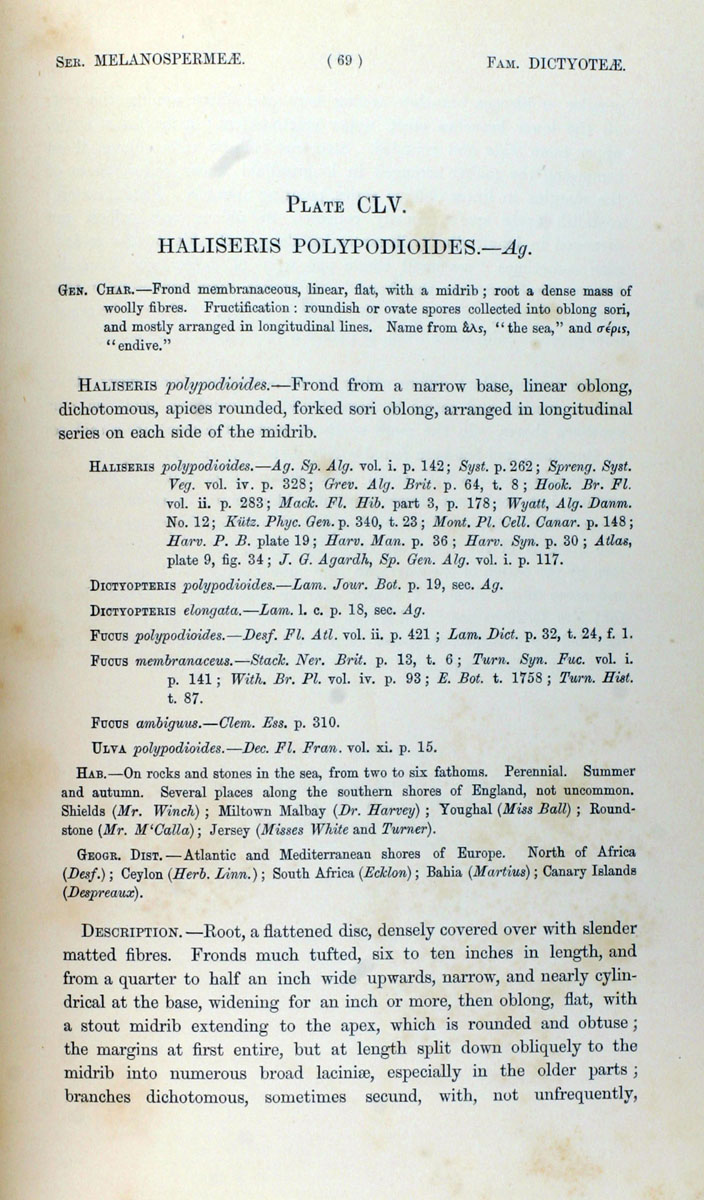 Ser. MELANOSPERMEÆ. ( 69 ) Fam. DICTYOTEÆ.
Plate CLV.
HALISERIS POLYPODIOIDES.—Ag.
Gen. Char.—Frond membranaceous, linear, flat, with a midrib; root a dense mass of
woolly fibres. Fructification: roundish or ovate spores collected into oblong sori,
and mostly arranged in longitudinal lines. Name from ἅλς, “the sea,” and σέρις,
“endive.”
Haliseris polypodioides.—Frond from a narrow base, linear oblong,
dichotomous, apices rounded, forked sori oblong, arranged in longitudinal
series on each side of the midrib.
Haliseris polypodioides.—Ag. Sp. Alg. vol. i. p. 142; Syst. p. 262; Spreng. Syst.
Veg. vol. iv. p. 328; Grev. Alg. Brit. p. 64, t. 8; Hook. Br. Fl.
vol. ii. p. 283; Mack. Fl. Hib. part 3, p. 178; Wyatt, Alg. Danm.
No. 12; Kütz. Phyc. Gen. p. 340, t. 23; Mont. Pl. Cell. Canar. p. 148;
Harv. P. B. plate 19; Harv. Man. p. 36; Harv. Syn. p. 30; Atlas,
plate 9, fig. 34; J. G. Agardh, Sp. Gen. Alg. vol. i. p. 117.
Dictyopteris polypodioides.—Lam. Jour. Bot. p. 19, sec. Ag.
Dictyopteris elongata.—Lam. l. c. p. 18, sec. Ag.
Fucus polypodioides.—Desf. Fl. Atl. vol. ii. p. 421; Lam. Dict. p. 32, t. 24, f. 1.
Fucus membranaceus.—Stack. Ner. Brit. p. 13, t. 6; Turn. Syn. Fuc. vol. i.
p. 141; With. Br. Pl. vol. iv. p. 93; E. Bot. t. 1758; Turn. Hist.
t. 87.
Fucus ambiguus.—Clem. Ess. p. 310.
Ulva polypodioides.—Dec. Fl. Fran. vol. xi. p. 15.
Hab.—On rocks and stones in the sea, from two to six fathoms. Perennial. Summer
and autumn. Several places along the southern shores of England, not uncommon.
Shields (Mr. Winch); Miltown Malbay (Dr. Harvey); Youghal (Miss Ball); Round-
stone (Mr. M‘Calla); Jersey (Misses White and Turner).
Geogr. Dist.—Atlantic and Mediterranean shores of Europe. North of Africa
(Desf.); Ceylon (Herb. Linn.); South Africa (Ecklon); Bahia (Martius); Canary Islands
(Despreaux).
Description.—Root, a flattened disc, densely covered over with slender
matted fibres. Fronds much tufted, six to ten inches in length, and
from a quarter to half an inch wide upwards, narrow, and nearly cylin-
drical at the base, widening for an inch or more, then oblong, flat, with
a stout midrib extending to the apex, which is rounded and obtuse;
the margins at first entire, but at length split down obliquely to the
midrib into numerous broad laciniæ, especially in the older parts;
branches dichotomous, sometimes secund, with, not unfrequently,